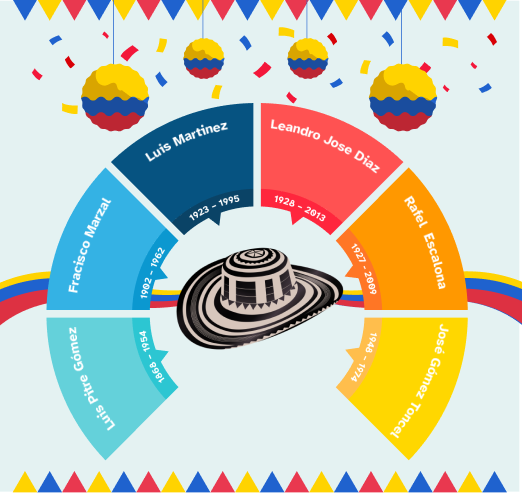 Luis Pitre Gómez
1868 - 1954
Fracisco Marzal
1902 - 1962
Luis Martinez
1923 - 1995
Leandro Jose Diaz
1928 - 2013
Rafel Escalona
1927 - 2009
José Gómez Toncel
1948 - 1974